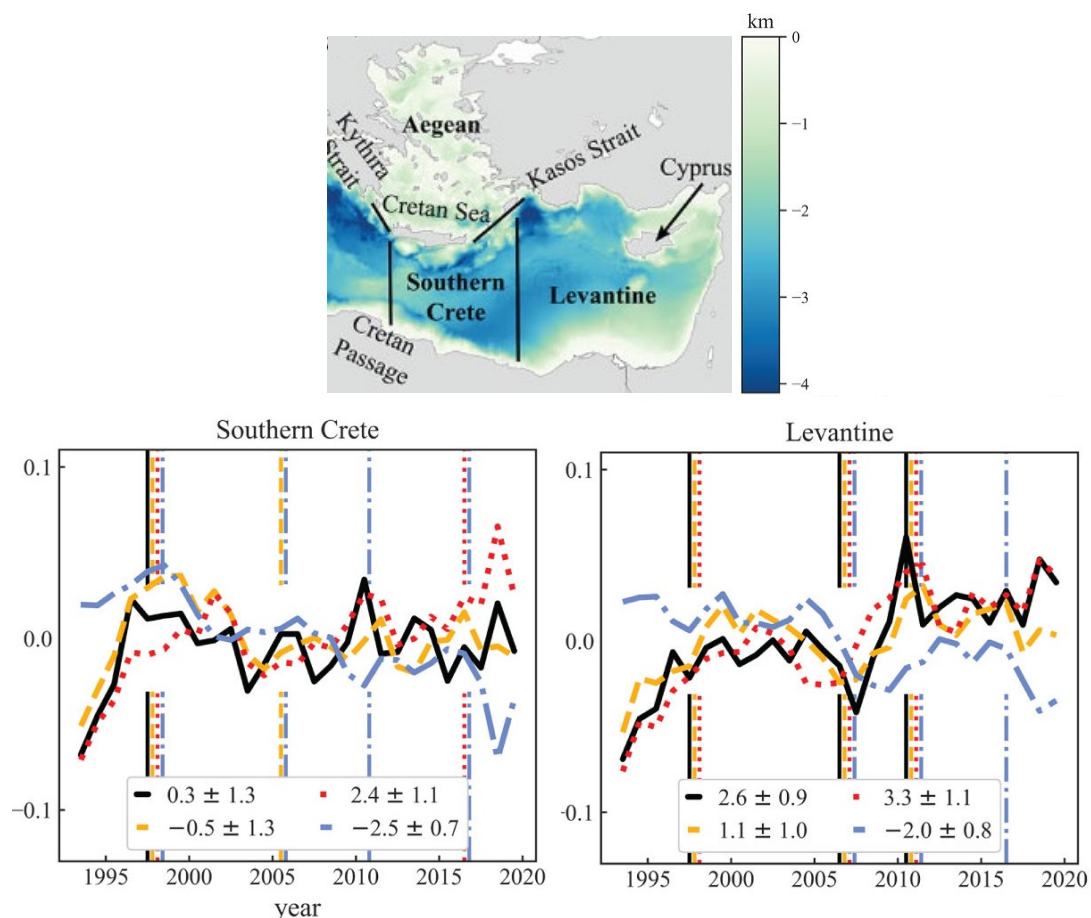 km
0
−1
−2
−3
−4
Aegean
Kythira
Strait
Kasos Strait
Cyprus
Cretan Sea
Southern
Crete
Levantine
Cretan
Passage
Southern Crete
0.1
0.0
−0.1
0.3 ± 1.3
2.4 ± 1.1
−0.5 ± 1.3
−2.5 ± 0.7
1995 2000 2005 2010 2015 2020
year
Levantine
0.1
0.0
−0.1
2.6 ± 0.9
3.3 ± 1.1
1.1 ± 1.0
−2.0 ± 0.8
1995 2000 2005 2010 2015 2020